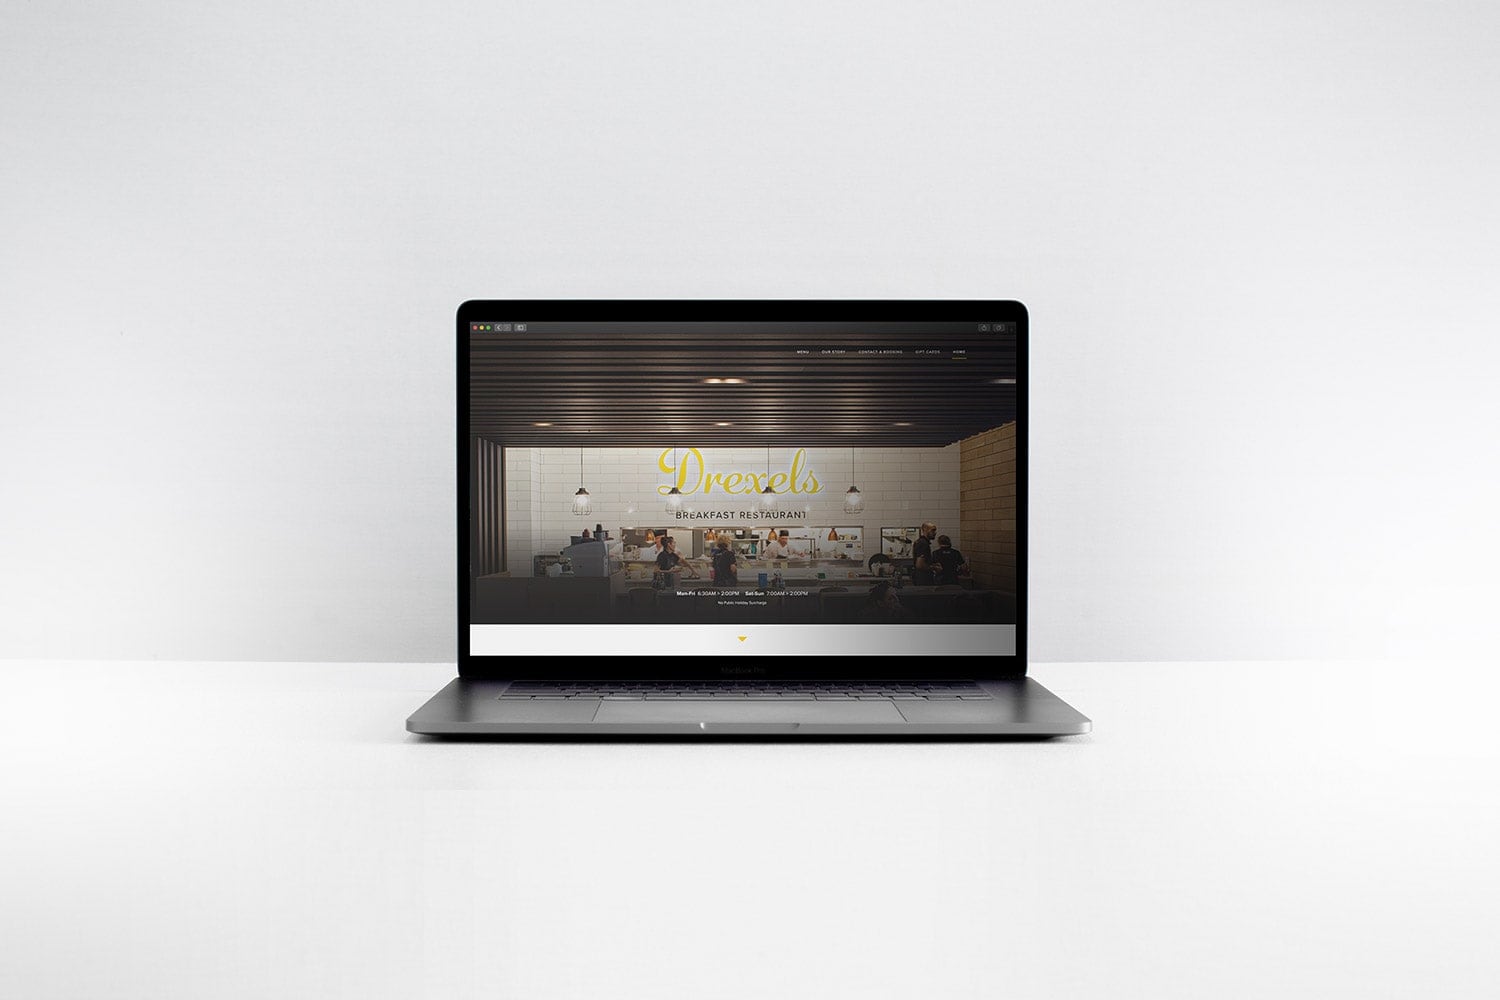 MENU OUR STORY CONTACT & BOOKING GIFT CARDS HOME
Drexels
BREAKFAST RESTAURANT
Mon-Fri 6:30AM > 2:00PM Sat-Sun 7:00AM > 2:00PM
No Public Holiday Surcharge
MacBook Pro